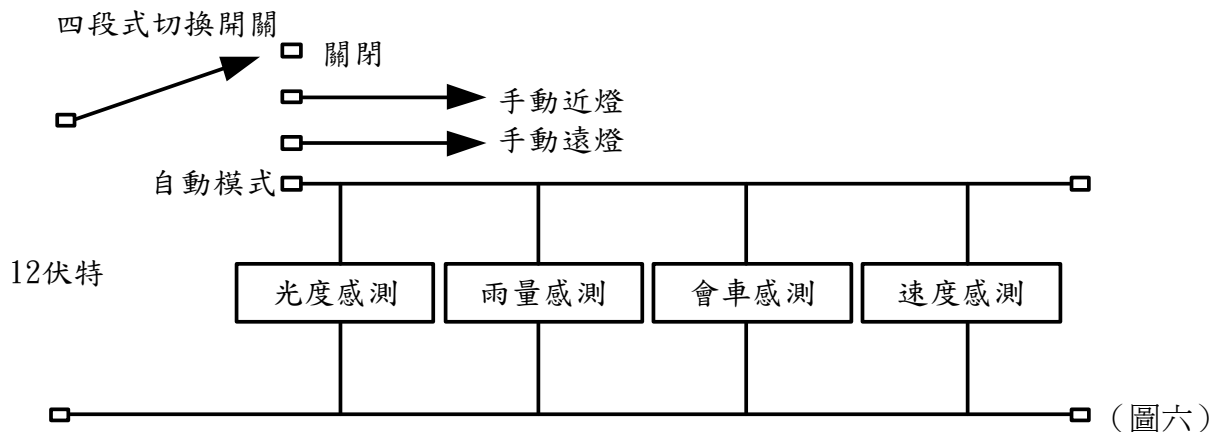 四段式切換開關
關閉
手動近燈
手動遠燈
自動模式
12伏特
光度感測
雨量感測
會車感測
速度感測
（圖六）